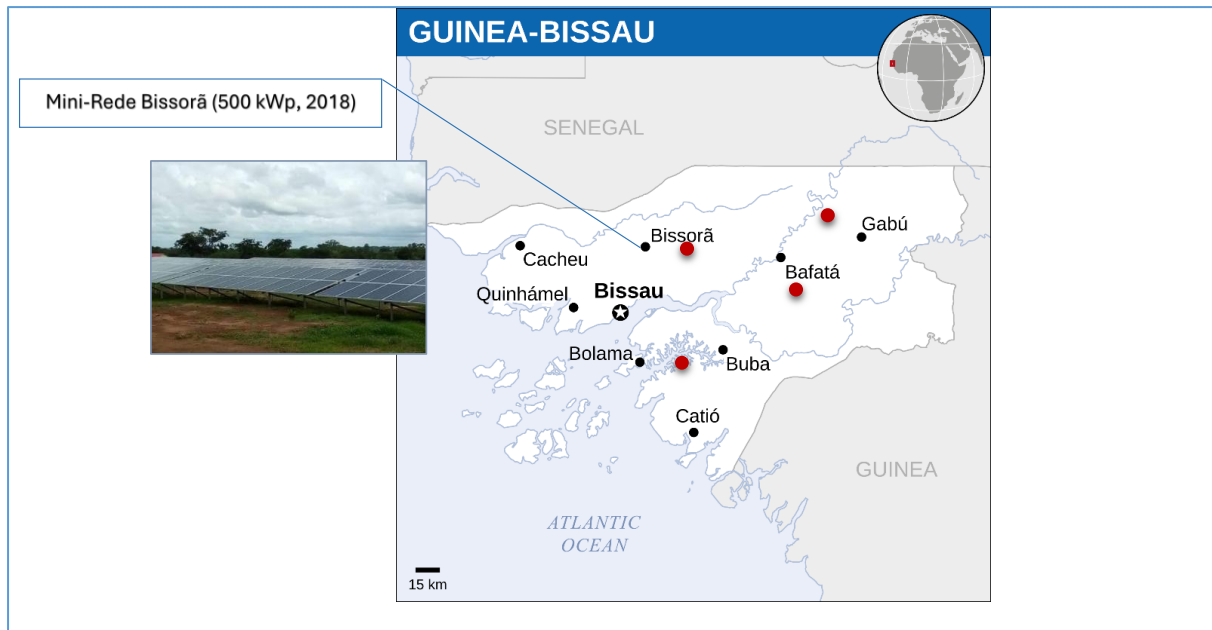 GUINEA-BISSAU
Mini-Rede Bissorã (500 kWp, 2018)
SENEGAL
Gabú
Bissorã
Cacheu
Bafatá
Quinhámel
Bissau
Bolama
Buba
Catió
GUINEA
ATLANTIC
OCEAN
15 km